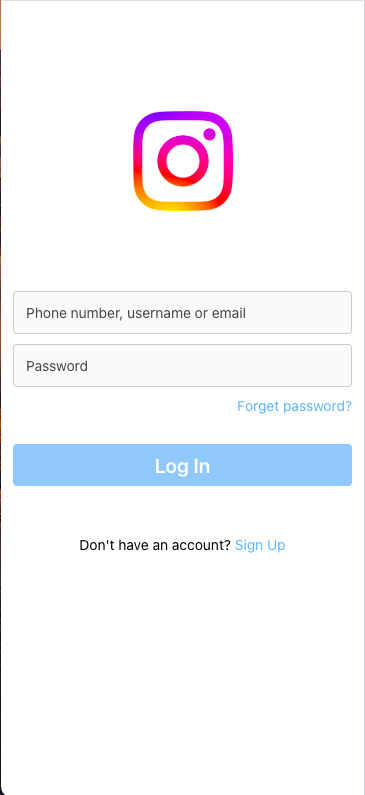 Phone number, username or email
Password
Forget password?
Log In
Don't have an account? Sign Up